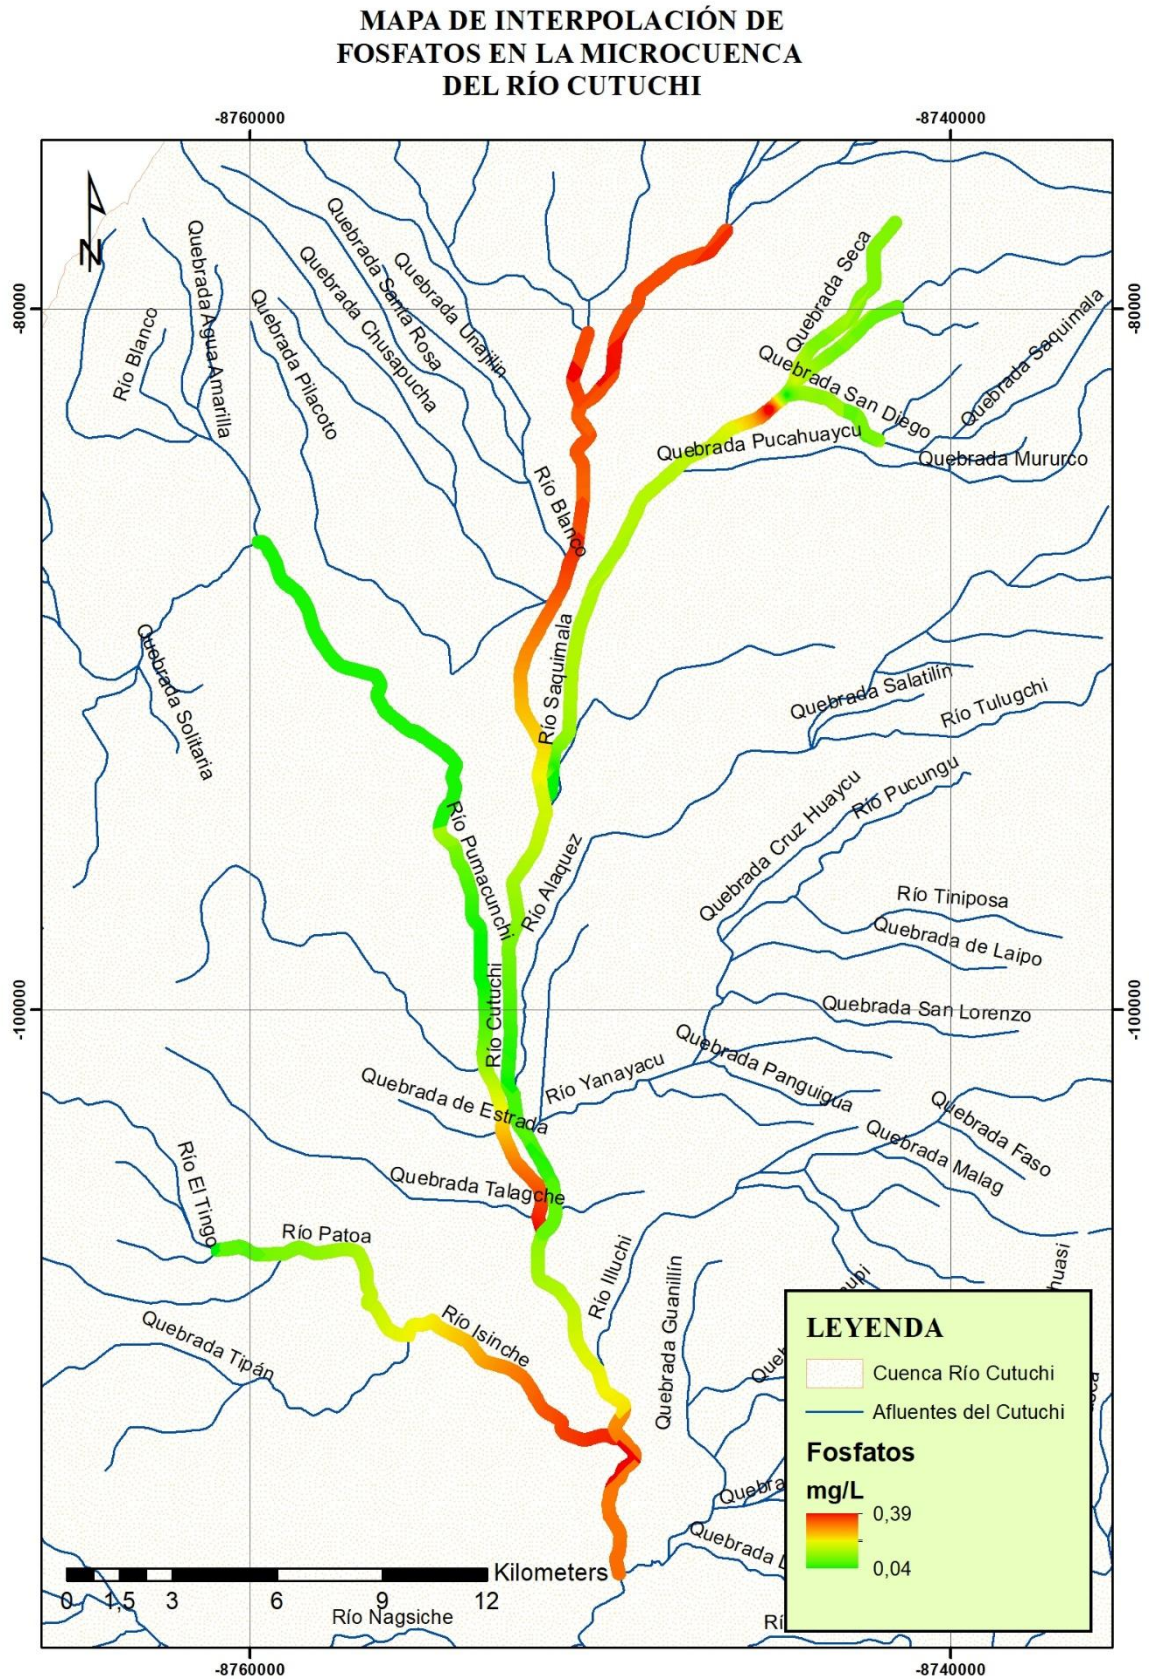 MAPA DE INTERPOLACIÓN DE
FOSFATOS EN LA MICROCUENCA
DEL RÍO CUTUCHI
-8760000
-8740000
N
-80000
-80000
Quebrada Seca
Quebrada Santa Rosa
Quebrada Unajilin
Quebrada Agua Amarilla
Quebrada Chusapucha
Quebrada Pilacoto
Río Blanco
Quebrada Saquimala
Quebrada San Diego
Quebrada Pucahuaycu
Quebrada Mururco
Río Blanco
Quebrada Solitaria
Río Saquimala
Quebrada Salatilín
Río Tulugchi
Río Pucungu
Quebrada Cruz Huaycu
Río Pumacunchi
Río Alaquez
Río Tiniposa
Quebrada de Laipo
-100000
-100000
Río Cutuchi
Quebrada San Lorenzo
Quebrada Panguigua
Río Yanayacu
Quebrada de Estrada
Quebrada Faso
Quebrada Malag
Quebrada Talagche
Río El Tingo
Río Patoa
Río Illuchi
Quebrada Guanillín
upi
huasi
Río Isinche
Quebrada Tipán
Queb
Quebra
Quebrada
LEYENDA
Cuenca Río Cutuchi
Afluentes del Cutuchi
Fosfatos
mg/L
0,39
0,04
Kilometers
0 1,5 3 6 9 12
Río Nagsiche
Rí
-8760000
-8740000